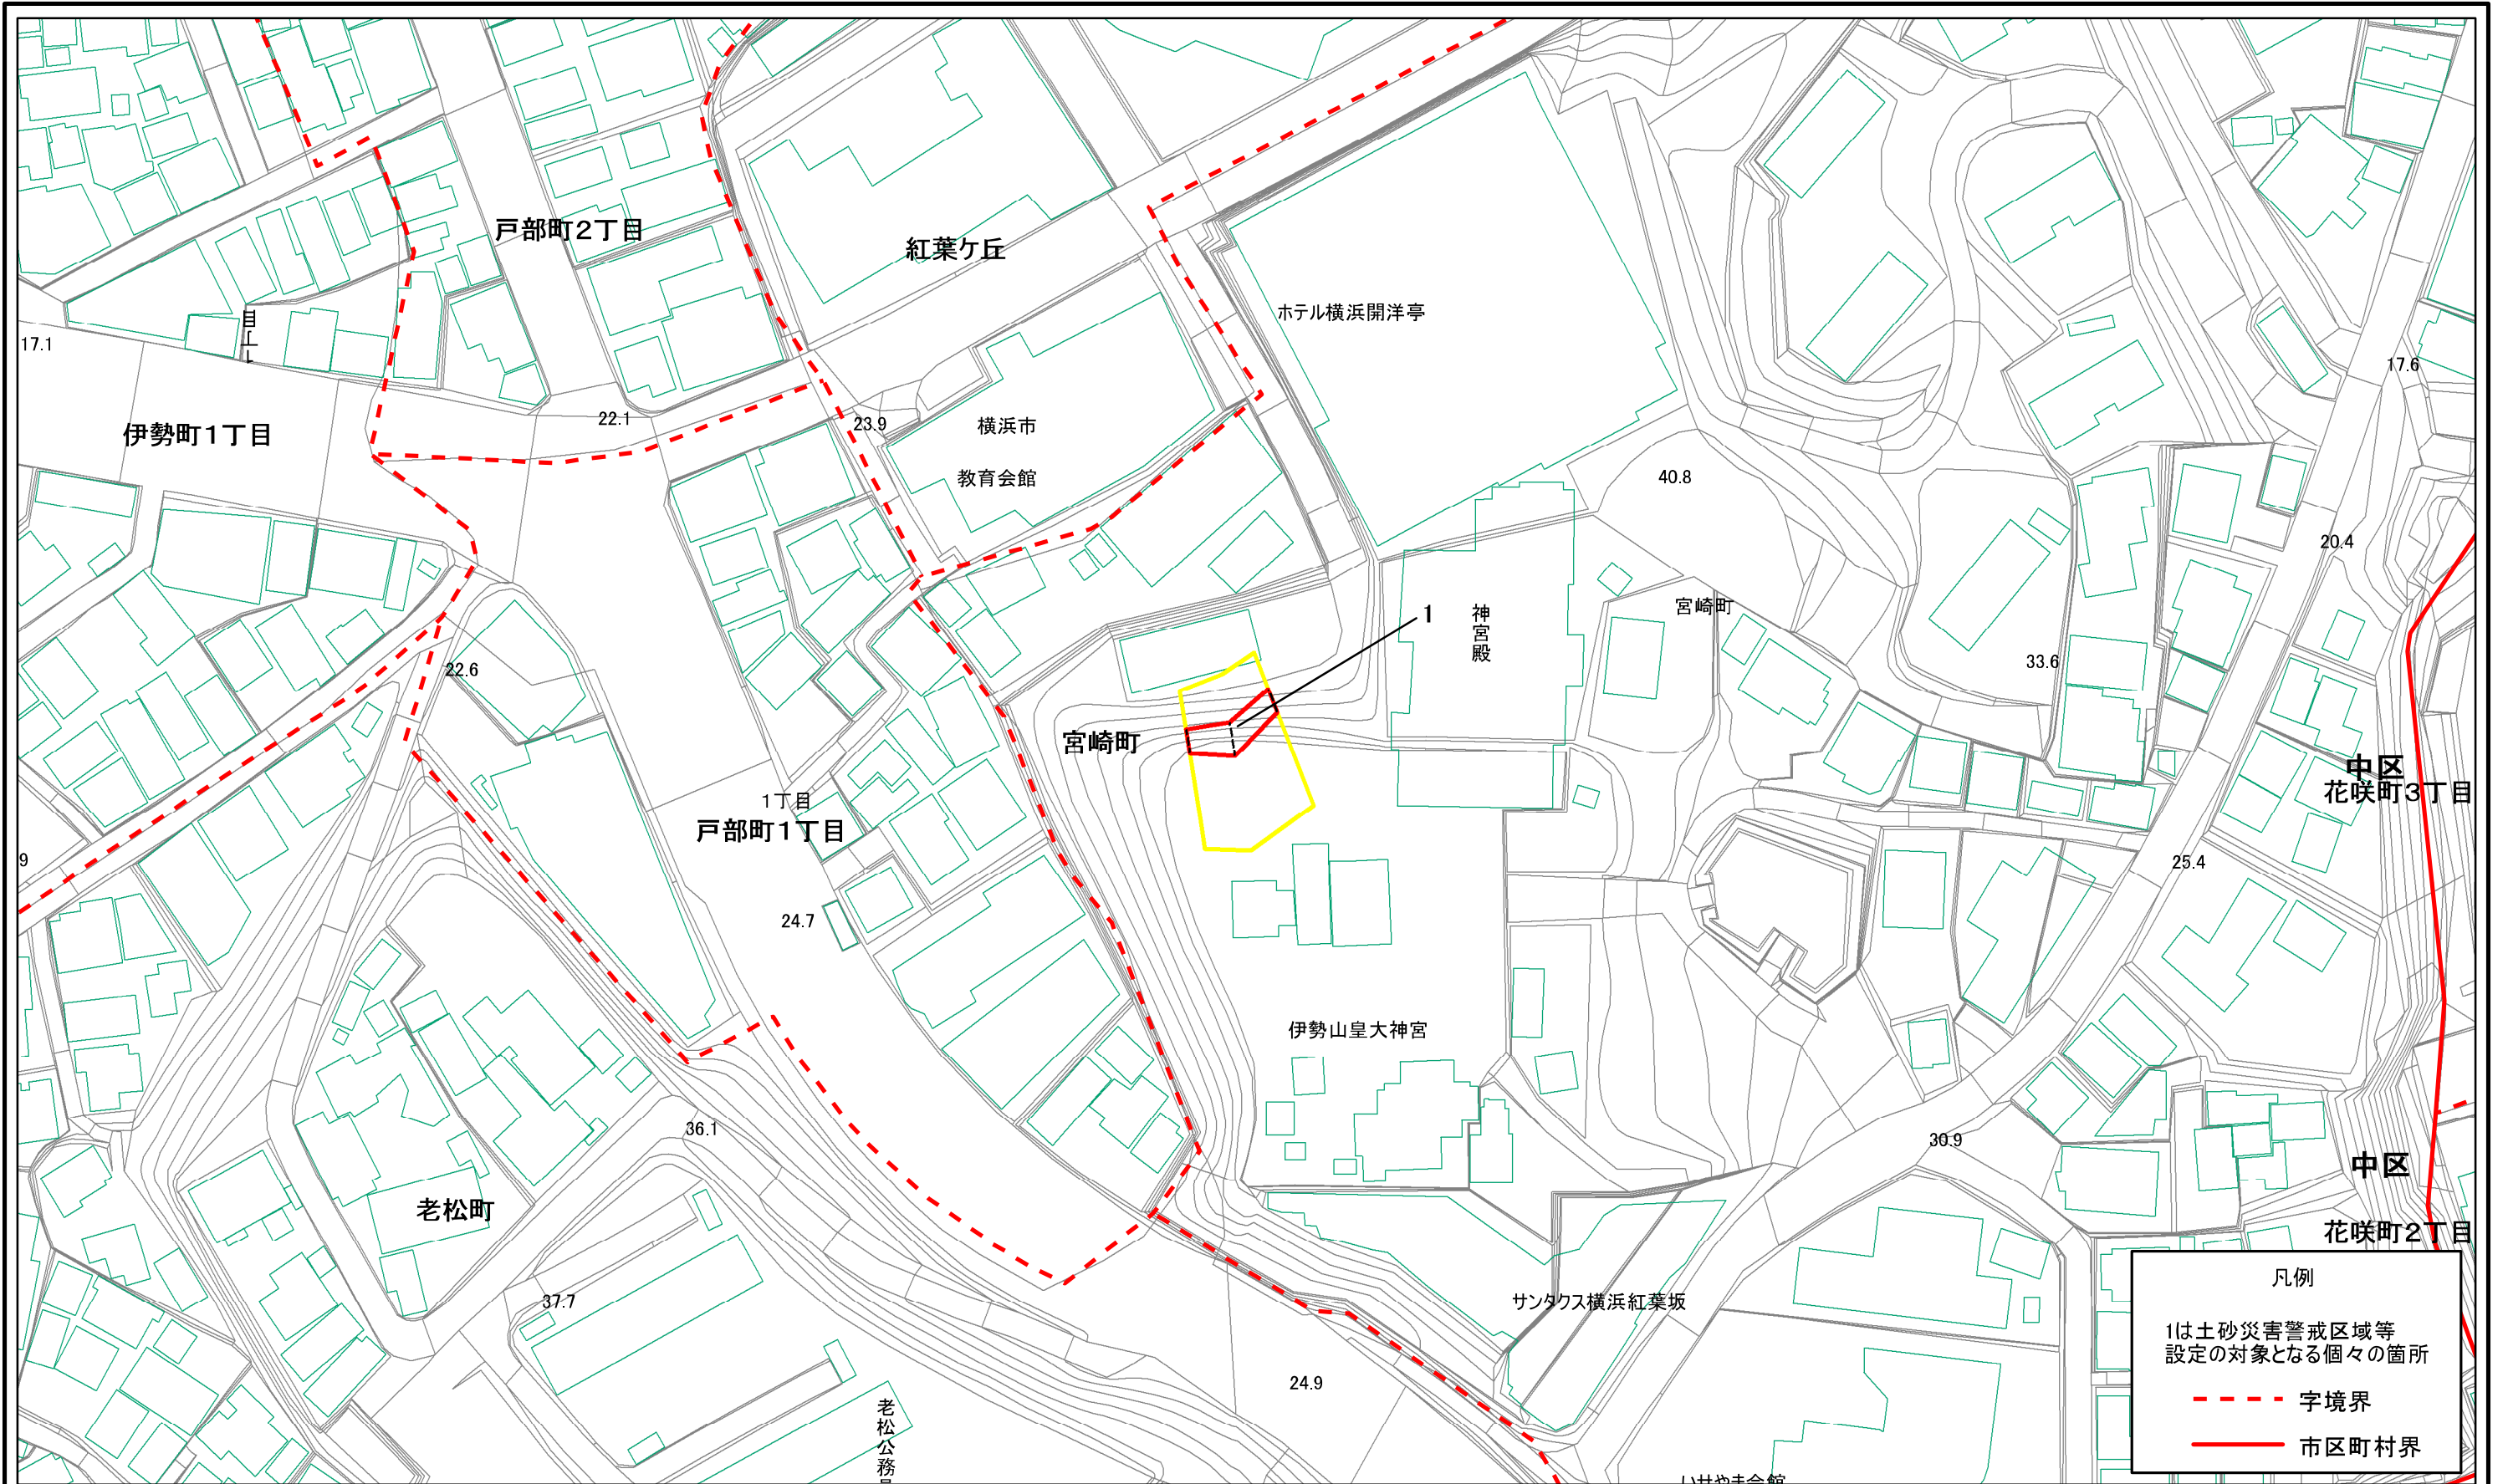 戸部町2丁目
紅葉ケ丘
ホテル横浜開洋亭
17.1
17.6
伊勢町1丁目
22.1
23.9
横浜市
教育会館
40.8
20.4
宮崎町
1
神宮殿
33.6
22.6
宮崎町
中区
花咲町3丁目
1丁目
戸部町1丁目
9
25.4
24.7
伊勢山皇大神宮
36.1
30.9
中区
老松町
花咲町2丁目
37.7
サンタクス横浜紅葉坂
24.9
老松公務
凡例
1は土砂災害警戒区域等
設定の対象となる個々の箇所
字境界
市区町村界